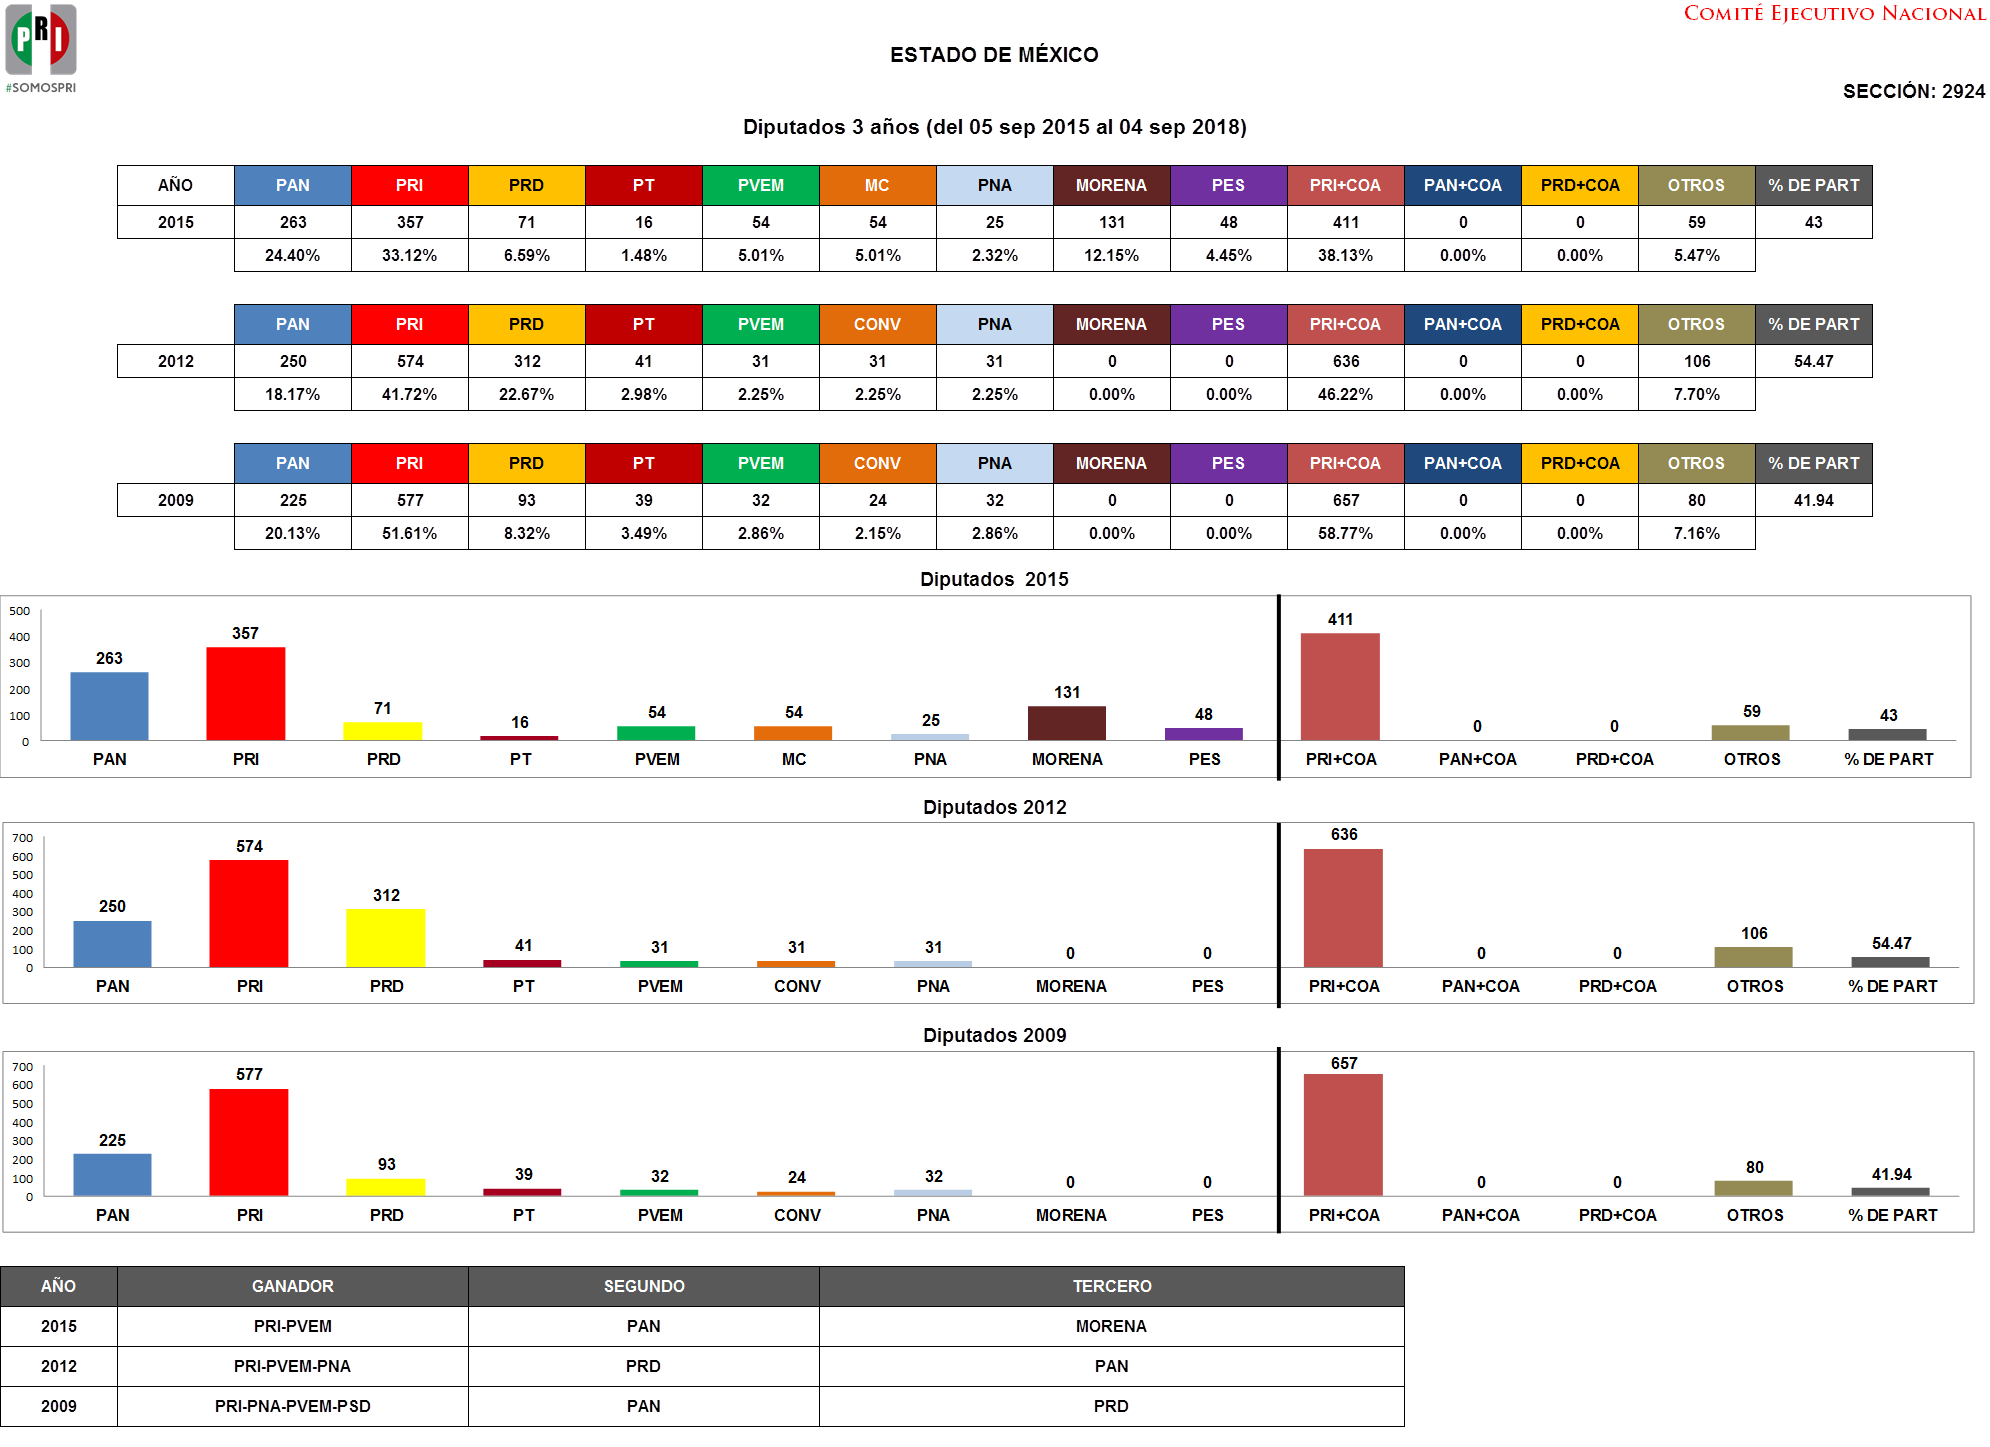 PRI
#SOMOSPRI
COMITÉ EJECUTIVO NACIONAL
ESTADO DE MÉXICO
SECCIÓN: 2924
Diputados 3 años (del 05 sep 2015 al 04 sep 2018)
AÑO PAN PRI PRD PT PVEM MC PNA MORENA PES PRI+COA PAN+COA PRD+COA OTROS % DE PART
2015 263 357 71 16 54 54 25 131 48 411 0 0 59 43
24.40% 33.12% 6.59% 1.48% 5.01% 5.01% 2.32% 12.15% 4.45% 38.13% 0.00% 0.00% 5.47%
PAN PRI PRD PT PVEM CONV PNA MORENA PES PRI+COA PAN+COA PRD+COA OTROS % DE PART
2012 250 574 312 41 31 31 31 0 0 636 0 0 106 54.47
18.17% 41.72% 22.67% 2.98% 2.25% 2.25% 2.25% 0.00% 0.00% 46.22% 0.00% 0.00% 7.70%
PAN PRI PRD PT PVEM CONV PNA MORENA PES PRI+COA PAN+COA PRD+COA OTROS % DE PART
2009 225 577 93 39 32 24 32 0 0 657 0 0 80 41.94
20.13% 51.61% 8.32% 3.49% 2.86% 2.15% 2.86% 0.00% 0.00% 58.77% 0.00% 0.00% 7.16%
Diputados 2015
500
400
300
200
100
0
263 357 71 16 54 54 25 131 48 411 0 0 59 43
PAN PRI PRD PT PVEM MC PNA MORENA PES PRI+COA PAN+COA PRD+COA OTROS % DE PART
Diputados 2012
700
600
500
400
300
200
100
0
250 574 312 41 31 31 31 0 0 636 0 0 106 54.47
PAN PRI PRD PT PVEM CONV PNA MORENA PES PRI+COA PAN+COA PRD+COA OTROS % DE PART
Diputados 2009
700
600
500
400
300
200
100
0
225 577 93 39 32 24 32 0 0 657 0 0 80 41.94
PAN PRI PRD PT PVEM CONV PNA MORENA PES PRI+COA PAN+COA PRD+COA OTROS % DE PART
AÑO GANADOR SEGUNDO TERCERO
2015 PRI-PVEM PAN MORENA
2012 PRI-PVEM-PNA PRD PAN
2009 PRI-PNA-PVEM-PSD PAN PRD